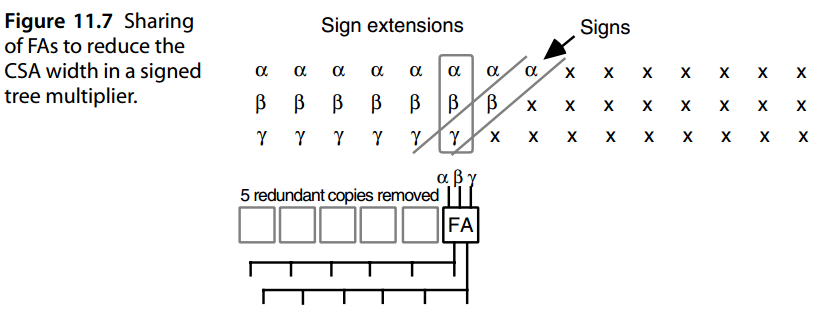 Figure 11.7 Sharing
of FAs to reduce the
CSA width in a signed
tree multiplier.
Sign extensions
Signs
α α α α α α α α x x x x x x x
β β β β β β β x x x x x x x x
γ γ γ γ γ γ x x x x x x x x x
α β γ
5 redundant copies removed
FA